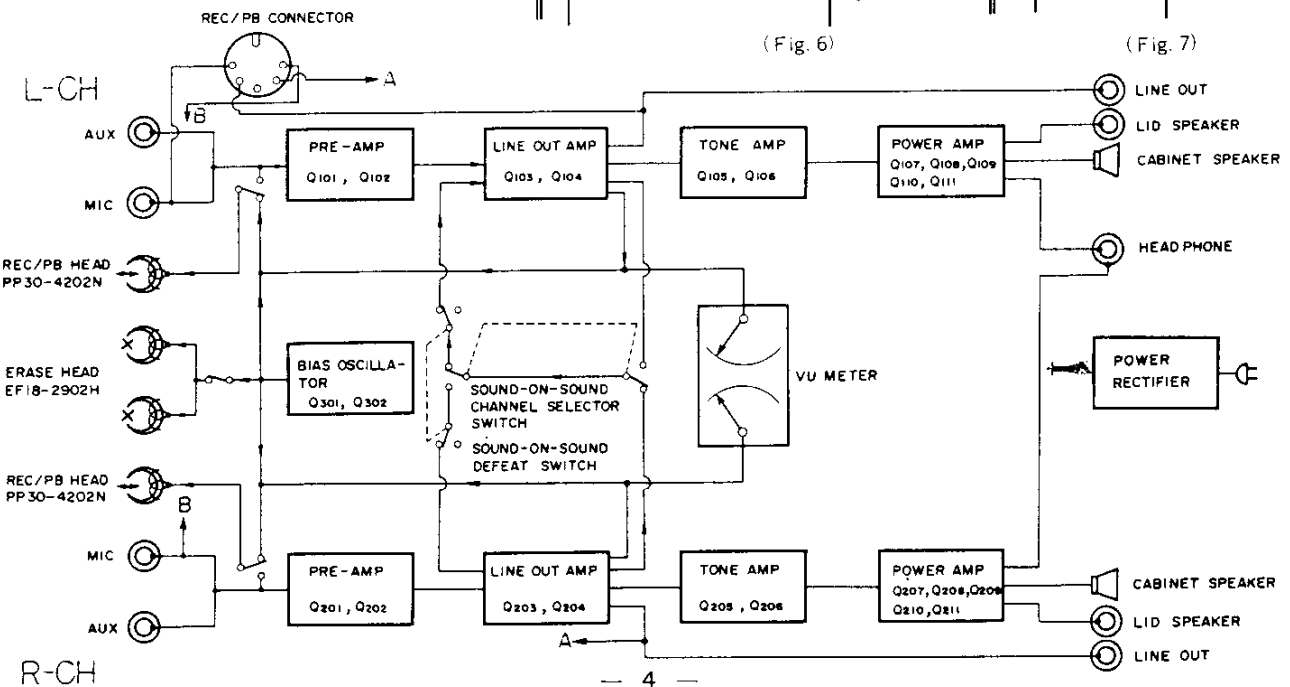 REC/PB CONNECTOR
(Fig. 6)
(Fig. 7)
L-CH
A
B
AUX
MIC
PRE-AMP
Q101, Q102
LINE OUT AMP
Q103, Q104
TONE AMP
Q105, Q106
POWER AMP
Q107, Q108, Q109
Q110, Q111
LINE OUT
LID SPEAKER
CABINET SPEAKER
HEAD PHONE
REC/PB HEAD
PP30-4202N
ERASE HEAD
EF18-2902H
BIAS OSCILLA-
TOR
Q301, Q302
SOUND-ON-SOUND
CHANNEL SELECTOR
SWITCH
SOUND-ON-SOUND
DEFEAT SWITCH
VU METER
POWER
RECTIFIER
REC/PB HEAD
PP30-4202N
B
MIC
AUX
PRE-AMP
Q201, Q202
LINE OUT AMP
Q203, Q204
TONE AMP
Q205, Q206
POWER AMP
Q207, Q208, Q209
Q210, Q211
CABINET SPEAKER
LID SPEAKER
LINE OUT
A
R-CH
— 4 —